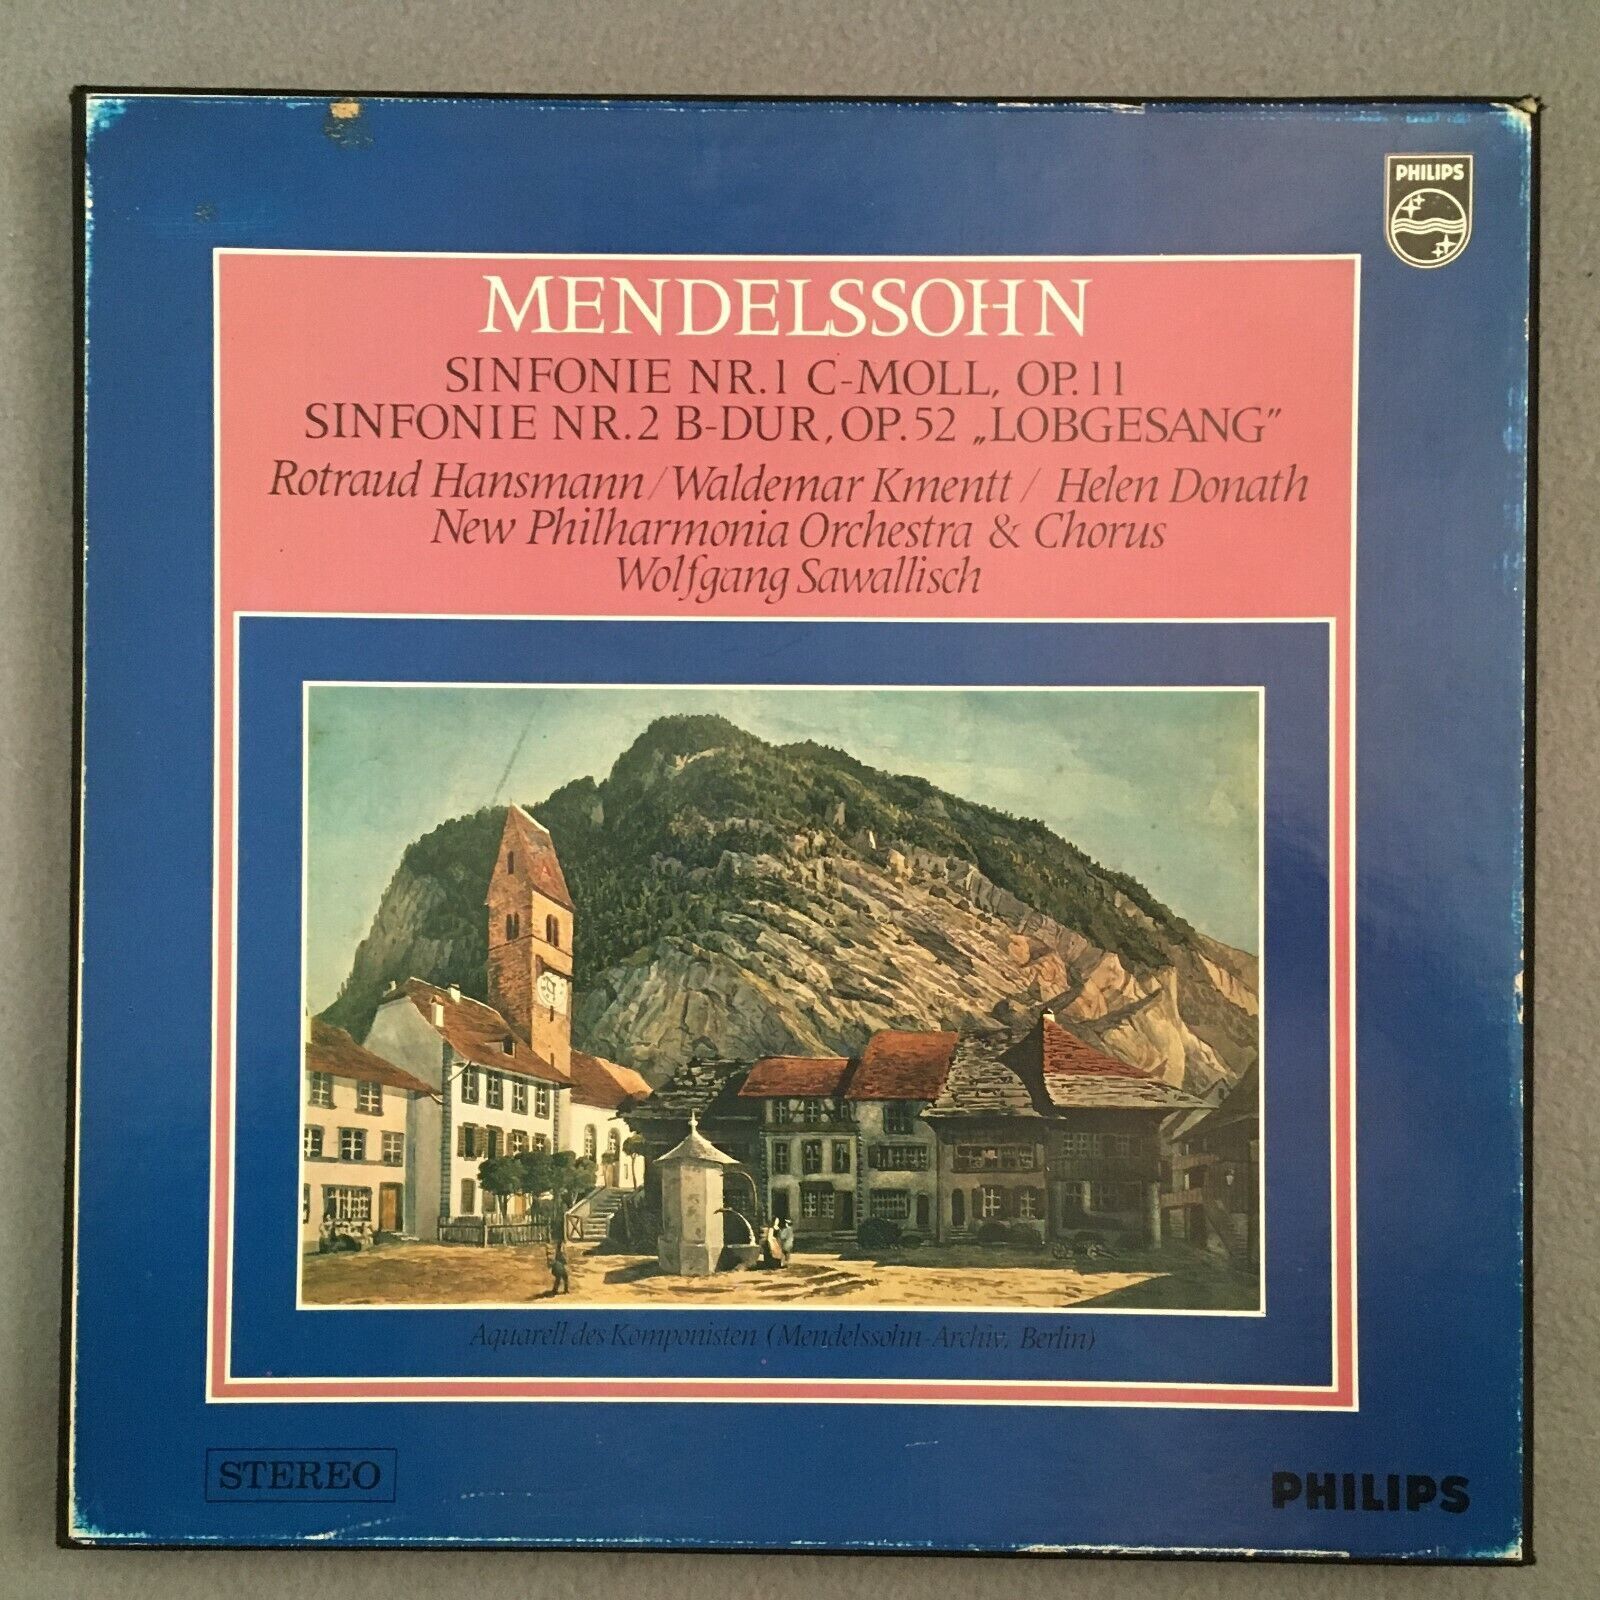 PHILIPS
MENDELSSOHN
SINFONIE NR.1 C-MOLL, OP.11
SINFONIE NR.2 B-DUR, OP.52 „LOBGESANG”
Rotraud Hansmann / Waldemar Kmentt / Helen Donath
New Philharmonia Orchestra & Chorus
Wolfgang Sawallisch
Aquarell des Komponisten (Mendelssohn-Archiv, Berlin)
STEREO
PHILIPS